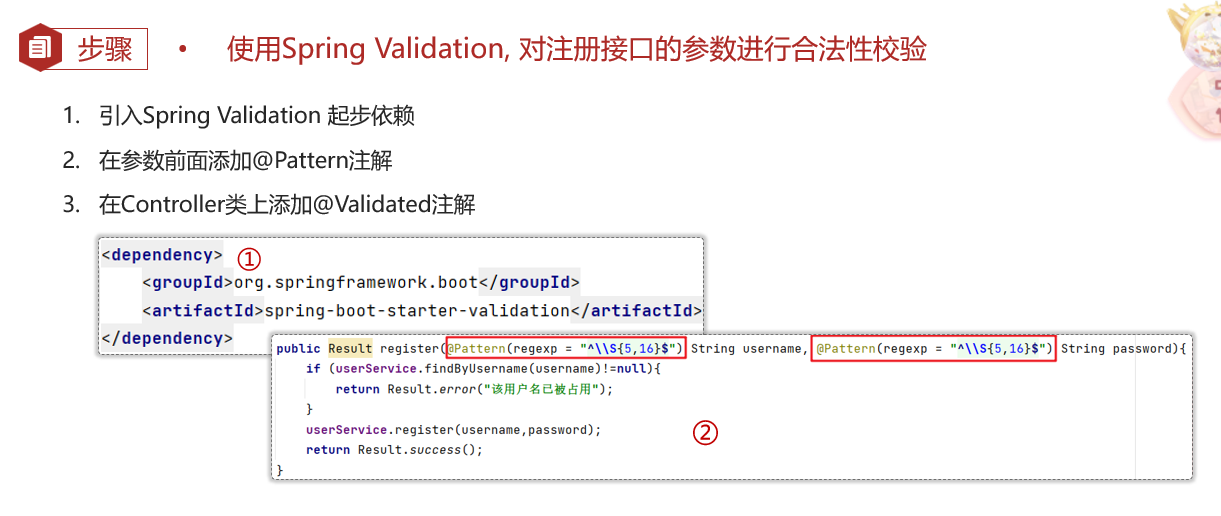 步骤 • 使用Spring Validation, 对注册接口的参数进行合法性校验
1. 引入Spring Validation 起步依赖
2. 在参数前面添加@Pattern注解
3. 在Controller类上添加@Validated注解
<dependency> ①
<groupId>org.springframework.boot</groupId>
<artifactId>spring-boot-starter-validation</artifactId>
</dependency>
public Result register(@Pattern(regexp = "^\\S{5,16}$") String username, @Pattern(regexp = "^\\S{5,16}$") String password){
if (userService.findByUsername(username)!=null){
return Result.error("该用户名已被占用");
}
userService.register(username,password);
②
return Result.success();
}